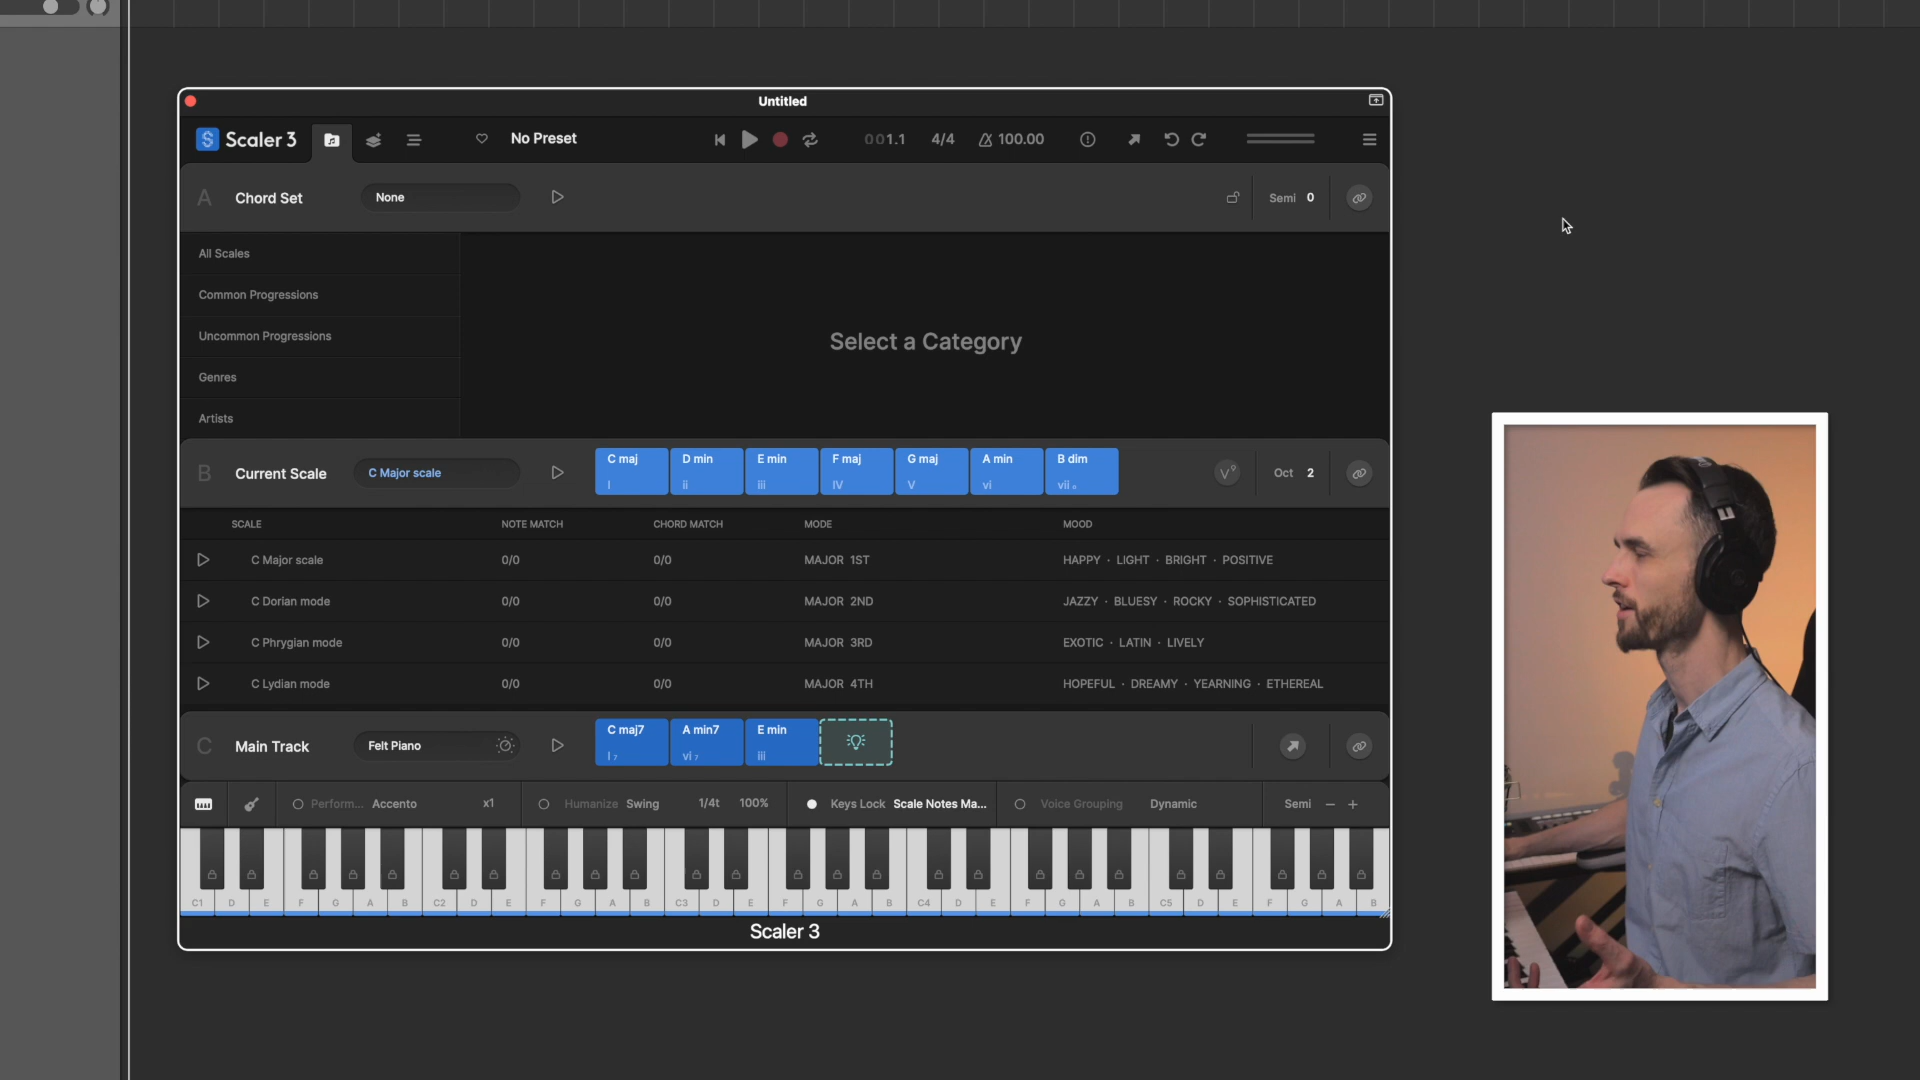 Untitled
Scaler 3
No Preset
001.1 4/4 100.00
A Chord Set None Semi 0
All Scales
Common Progressions
Uncommon Progressions
Genres
Artists
Select a Category
B Current Scale C Major scale
C maj D min E min F maj G maj A min B dim
I ii iii IV V vi vii o
V9 Oct 2
SCALE NOTE MATCH CHORD MATCH MODE MOOD
C Major scale 0/0 0/0 MAJOR 1ST HAPPY · LIGHT · BRIGHT · POSITIVE
C Dorian mode 0/0 0/0 MAJOR 2ND JAZZY · BLUESY · ROCKY · SOPHISTICATED
C Phrygian mode 0/0 0/0 MAJOR 3RD EXOTIC · LATIN · LIVELY
C Lydian mode 0/0 0/0 MAJOR 4TH HOPEFUL · DREAMY · YEARNING · ETHEREAL
C Main Track Felt Piano
C maj7 A min7 E min
I 7 vi 7 iii
Perform... Accento x1 Humanize Swing 1/4t 100% Keys Lock Scale Notes Ma... Voice Grouping Dynamic Semi − +
C1 D E F G A B C2 D E F G A B C3 D E F G A B C4 D E F G A B C5 D E F G A B
Scaler 3